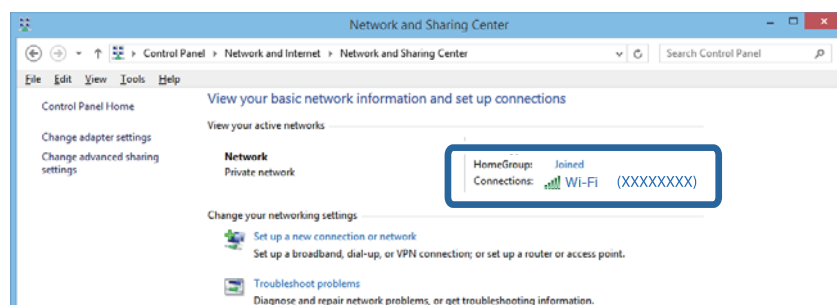 Network and Sharing Center
Control Panel Network and Internet Network and Sharing Center Search Control Panel
File Edit View Tools Help
Control Panel Home
Change adapter settings
Change advanced sharing
settings
View your basic network information and set up connections
View your active networks
Network
Private network
HomeGroup: Joined
Connections: Wi-Fi (XXXXXXXX)
Change your networking settings
Set up a new connection or network
Set up a broadband, dial-up, or VPN connection; or set up a router or access point.
Troubleshoot problems
Diagnose and repair network problems, or get troubleshooting information.